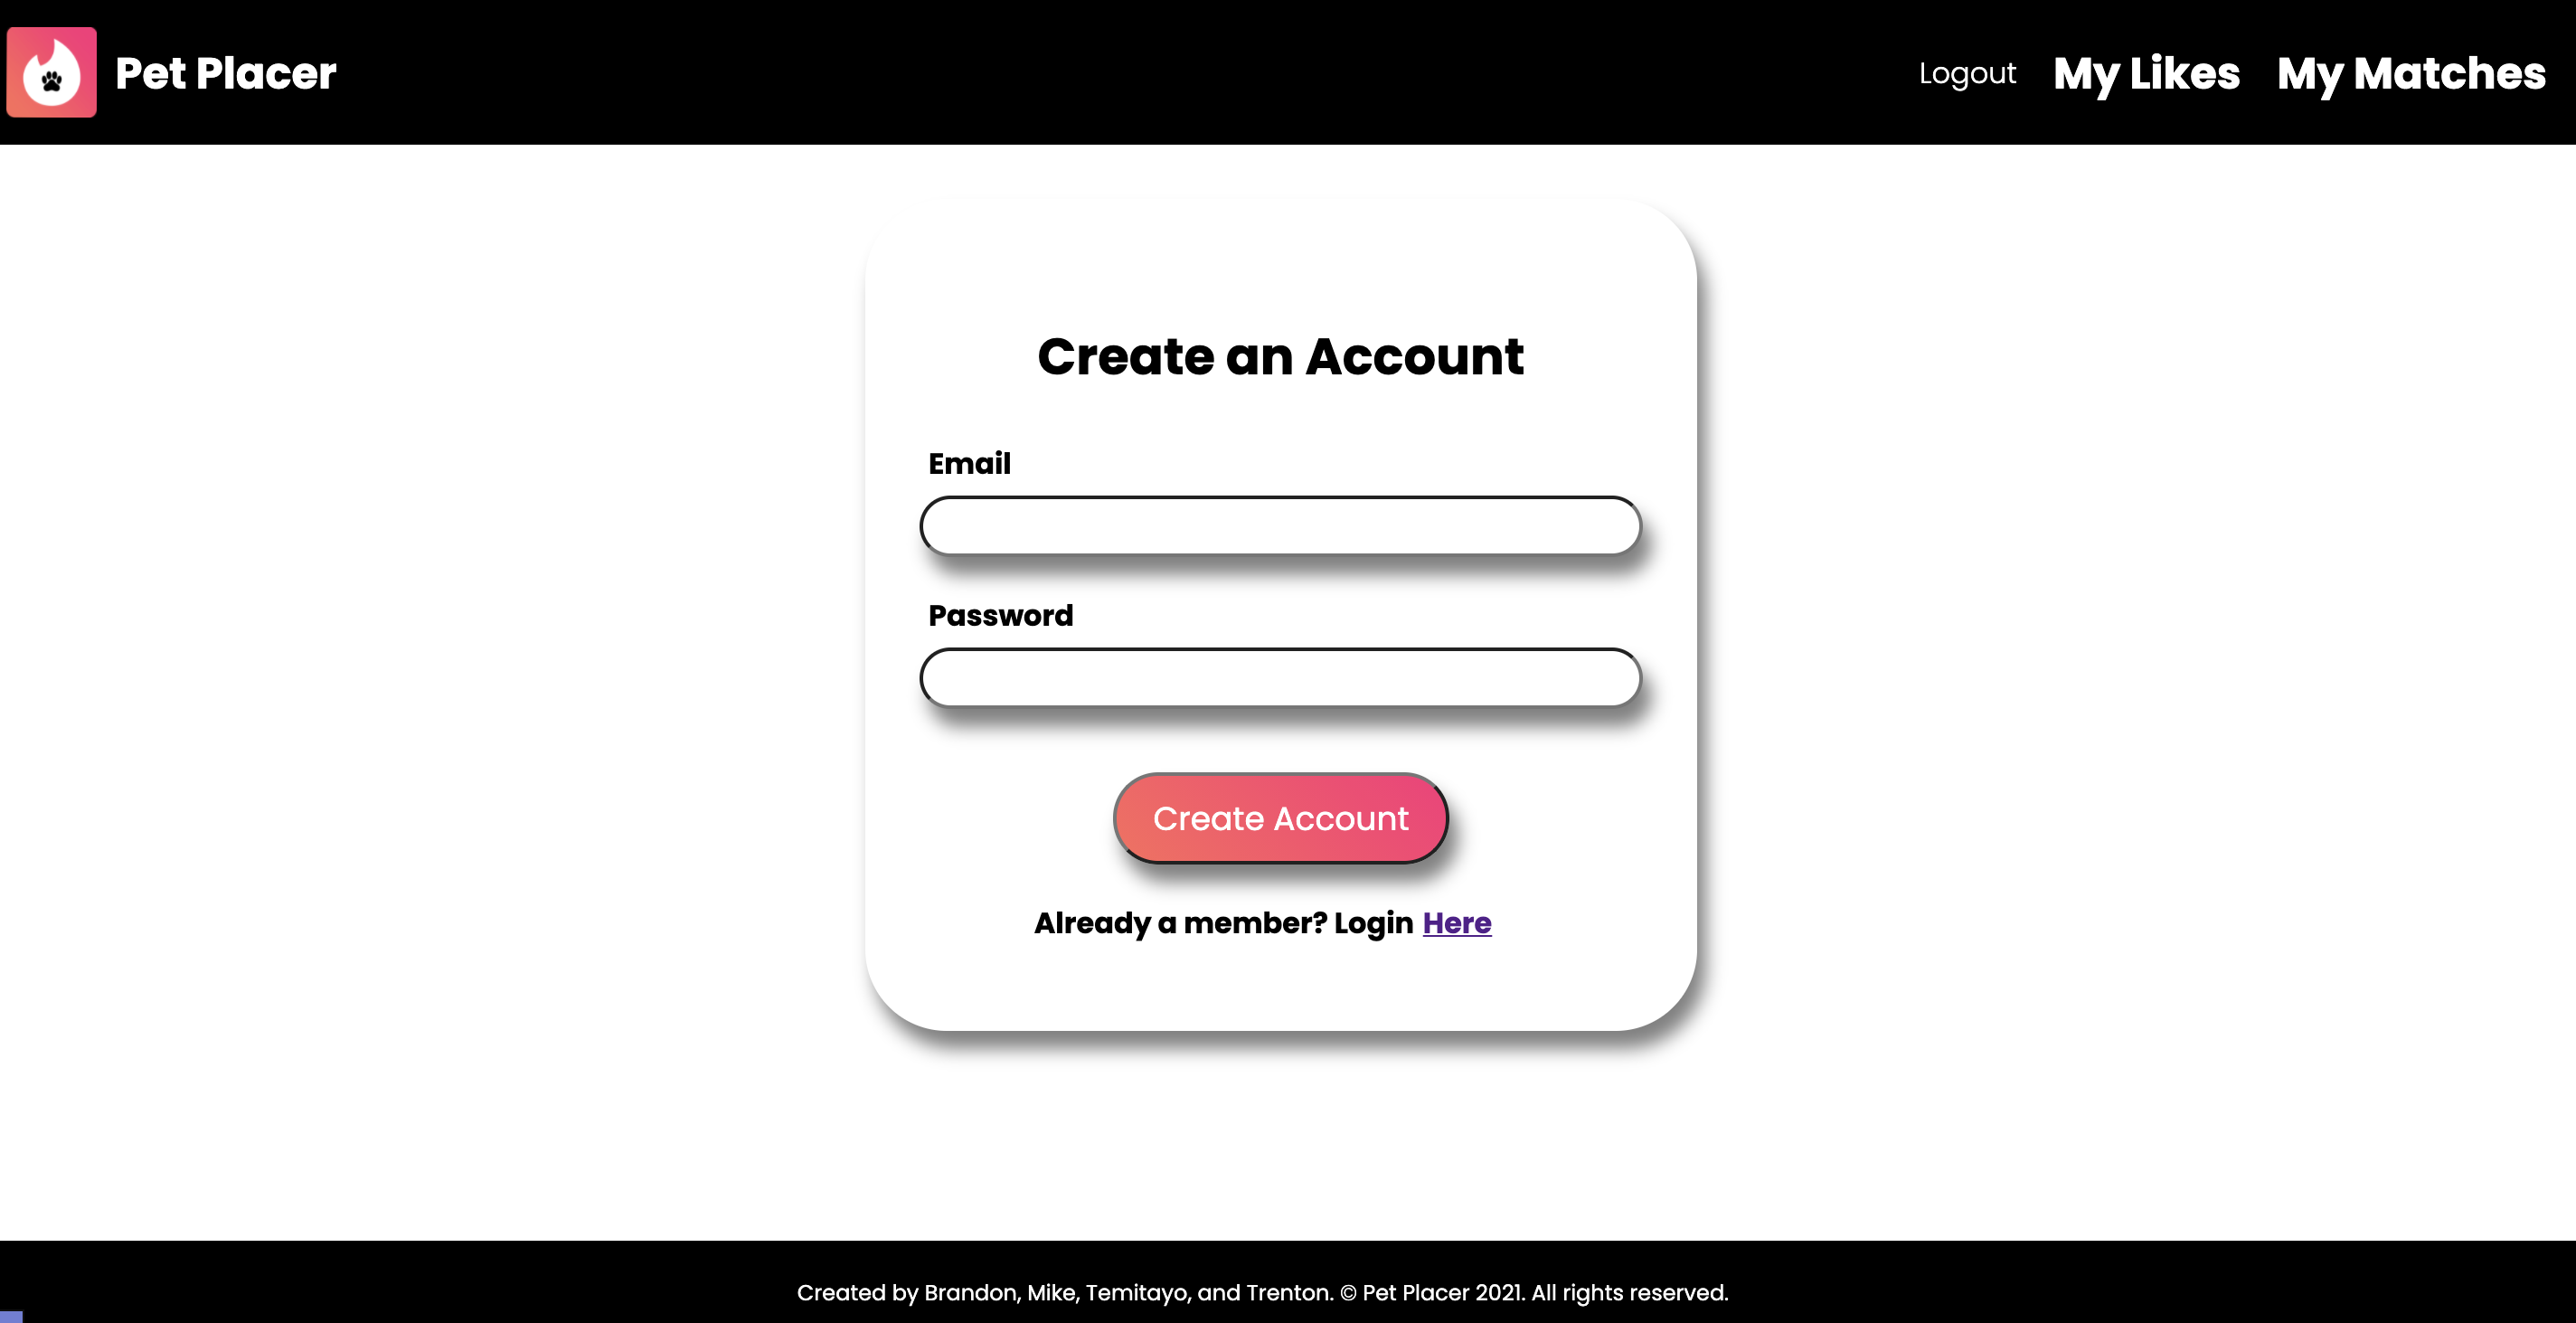 Pet Placer
Logout My Likes My Matches
Create an Account
Email
Password
Create Account
Already a member? Login Here
Created by Brandon, Mike, Temitayo, and Trenton. © Pet Placer 2021. All rights reserved.